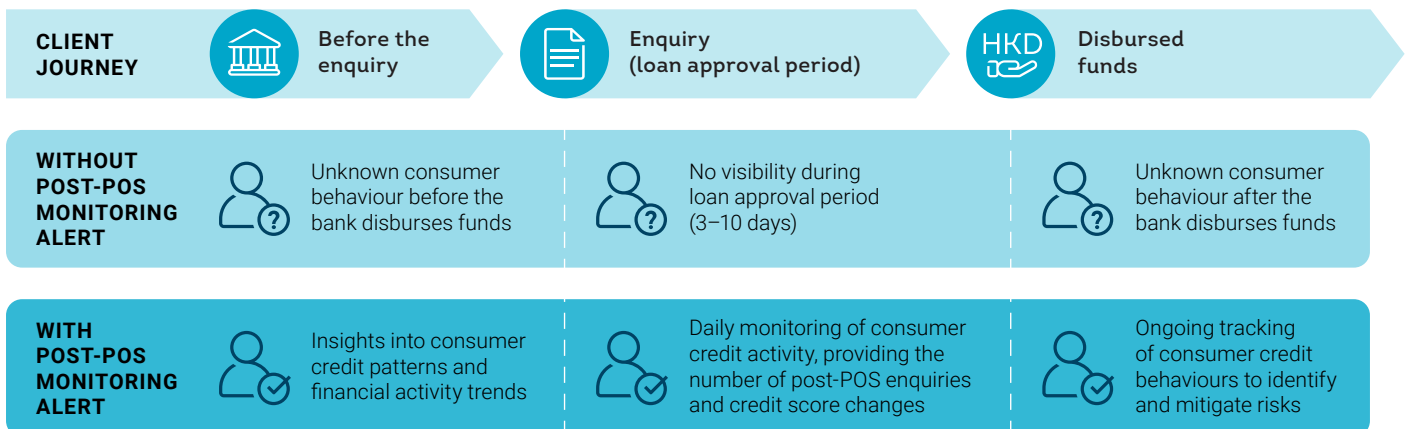 CLIENT
JOURNEY
Before the
enquiry
Enquiry
(loan approval period)
HKD
Disbursed
funds
WITHOUT
POST-POS
MONITORING
ALERT
?
Unknown consumer
behaviour before the
bank disburses funds
?
No visibility during
loan approval period
(3–10 days)
?
Unknown consumer
behaviour after the
bank disburses funds
WITH
POST-POS
MONITORING
ALERT
Insights into consumer
credit patterns and
financial activity trends
Daily monitoring of consumer
credit activity, providing the
number of post-POS enquiries
and credit score changes
Ongoing tracking
of consumer credit
behaviours to identify
and mitigate risks